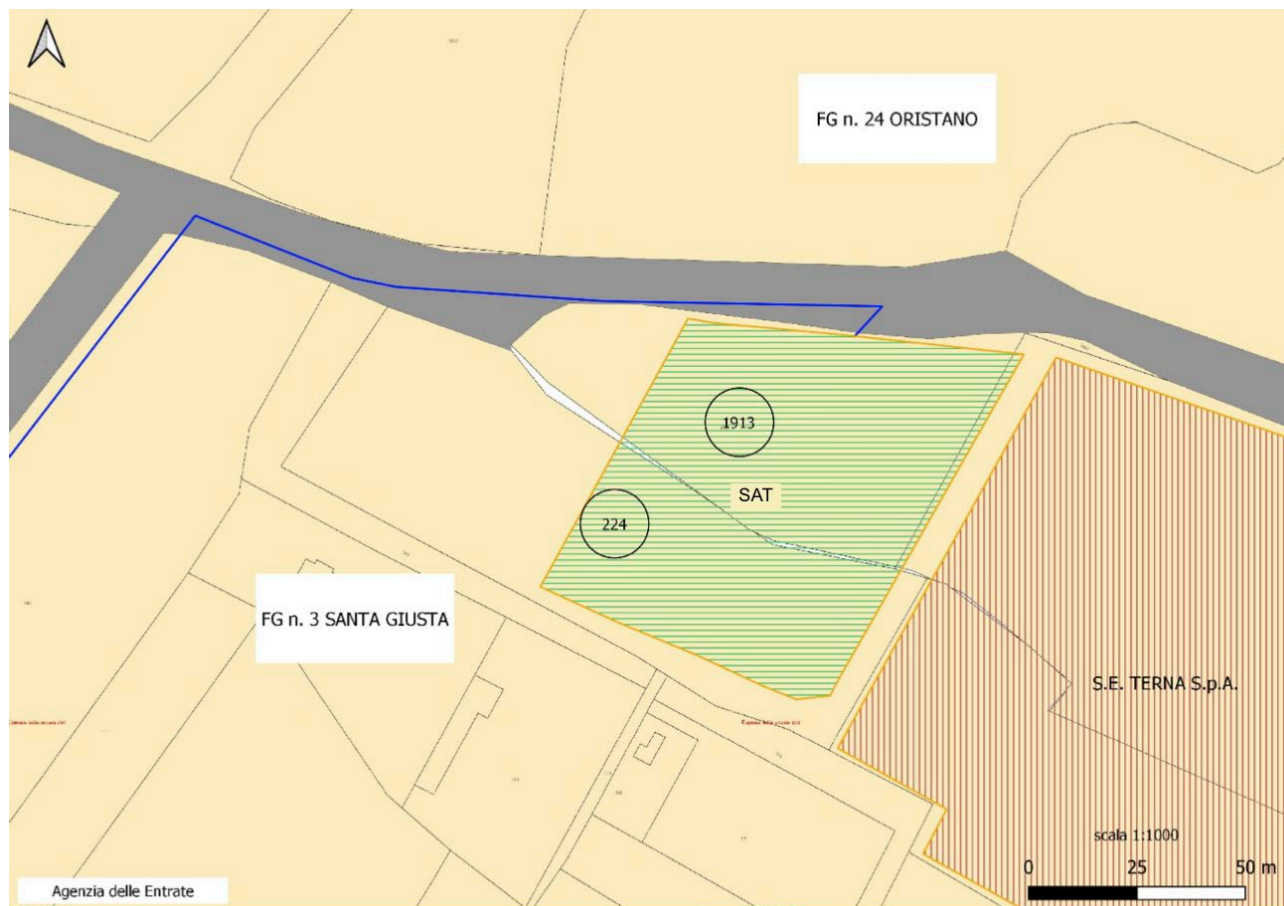 FG n. 24 ORISTANO
1913
SAT
224
FG n. 3 SANTA GIUSTA
S.E. TERNA S.p.A.
scala 1:1000
0 25 50 m
Agenzia delle Entrate